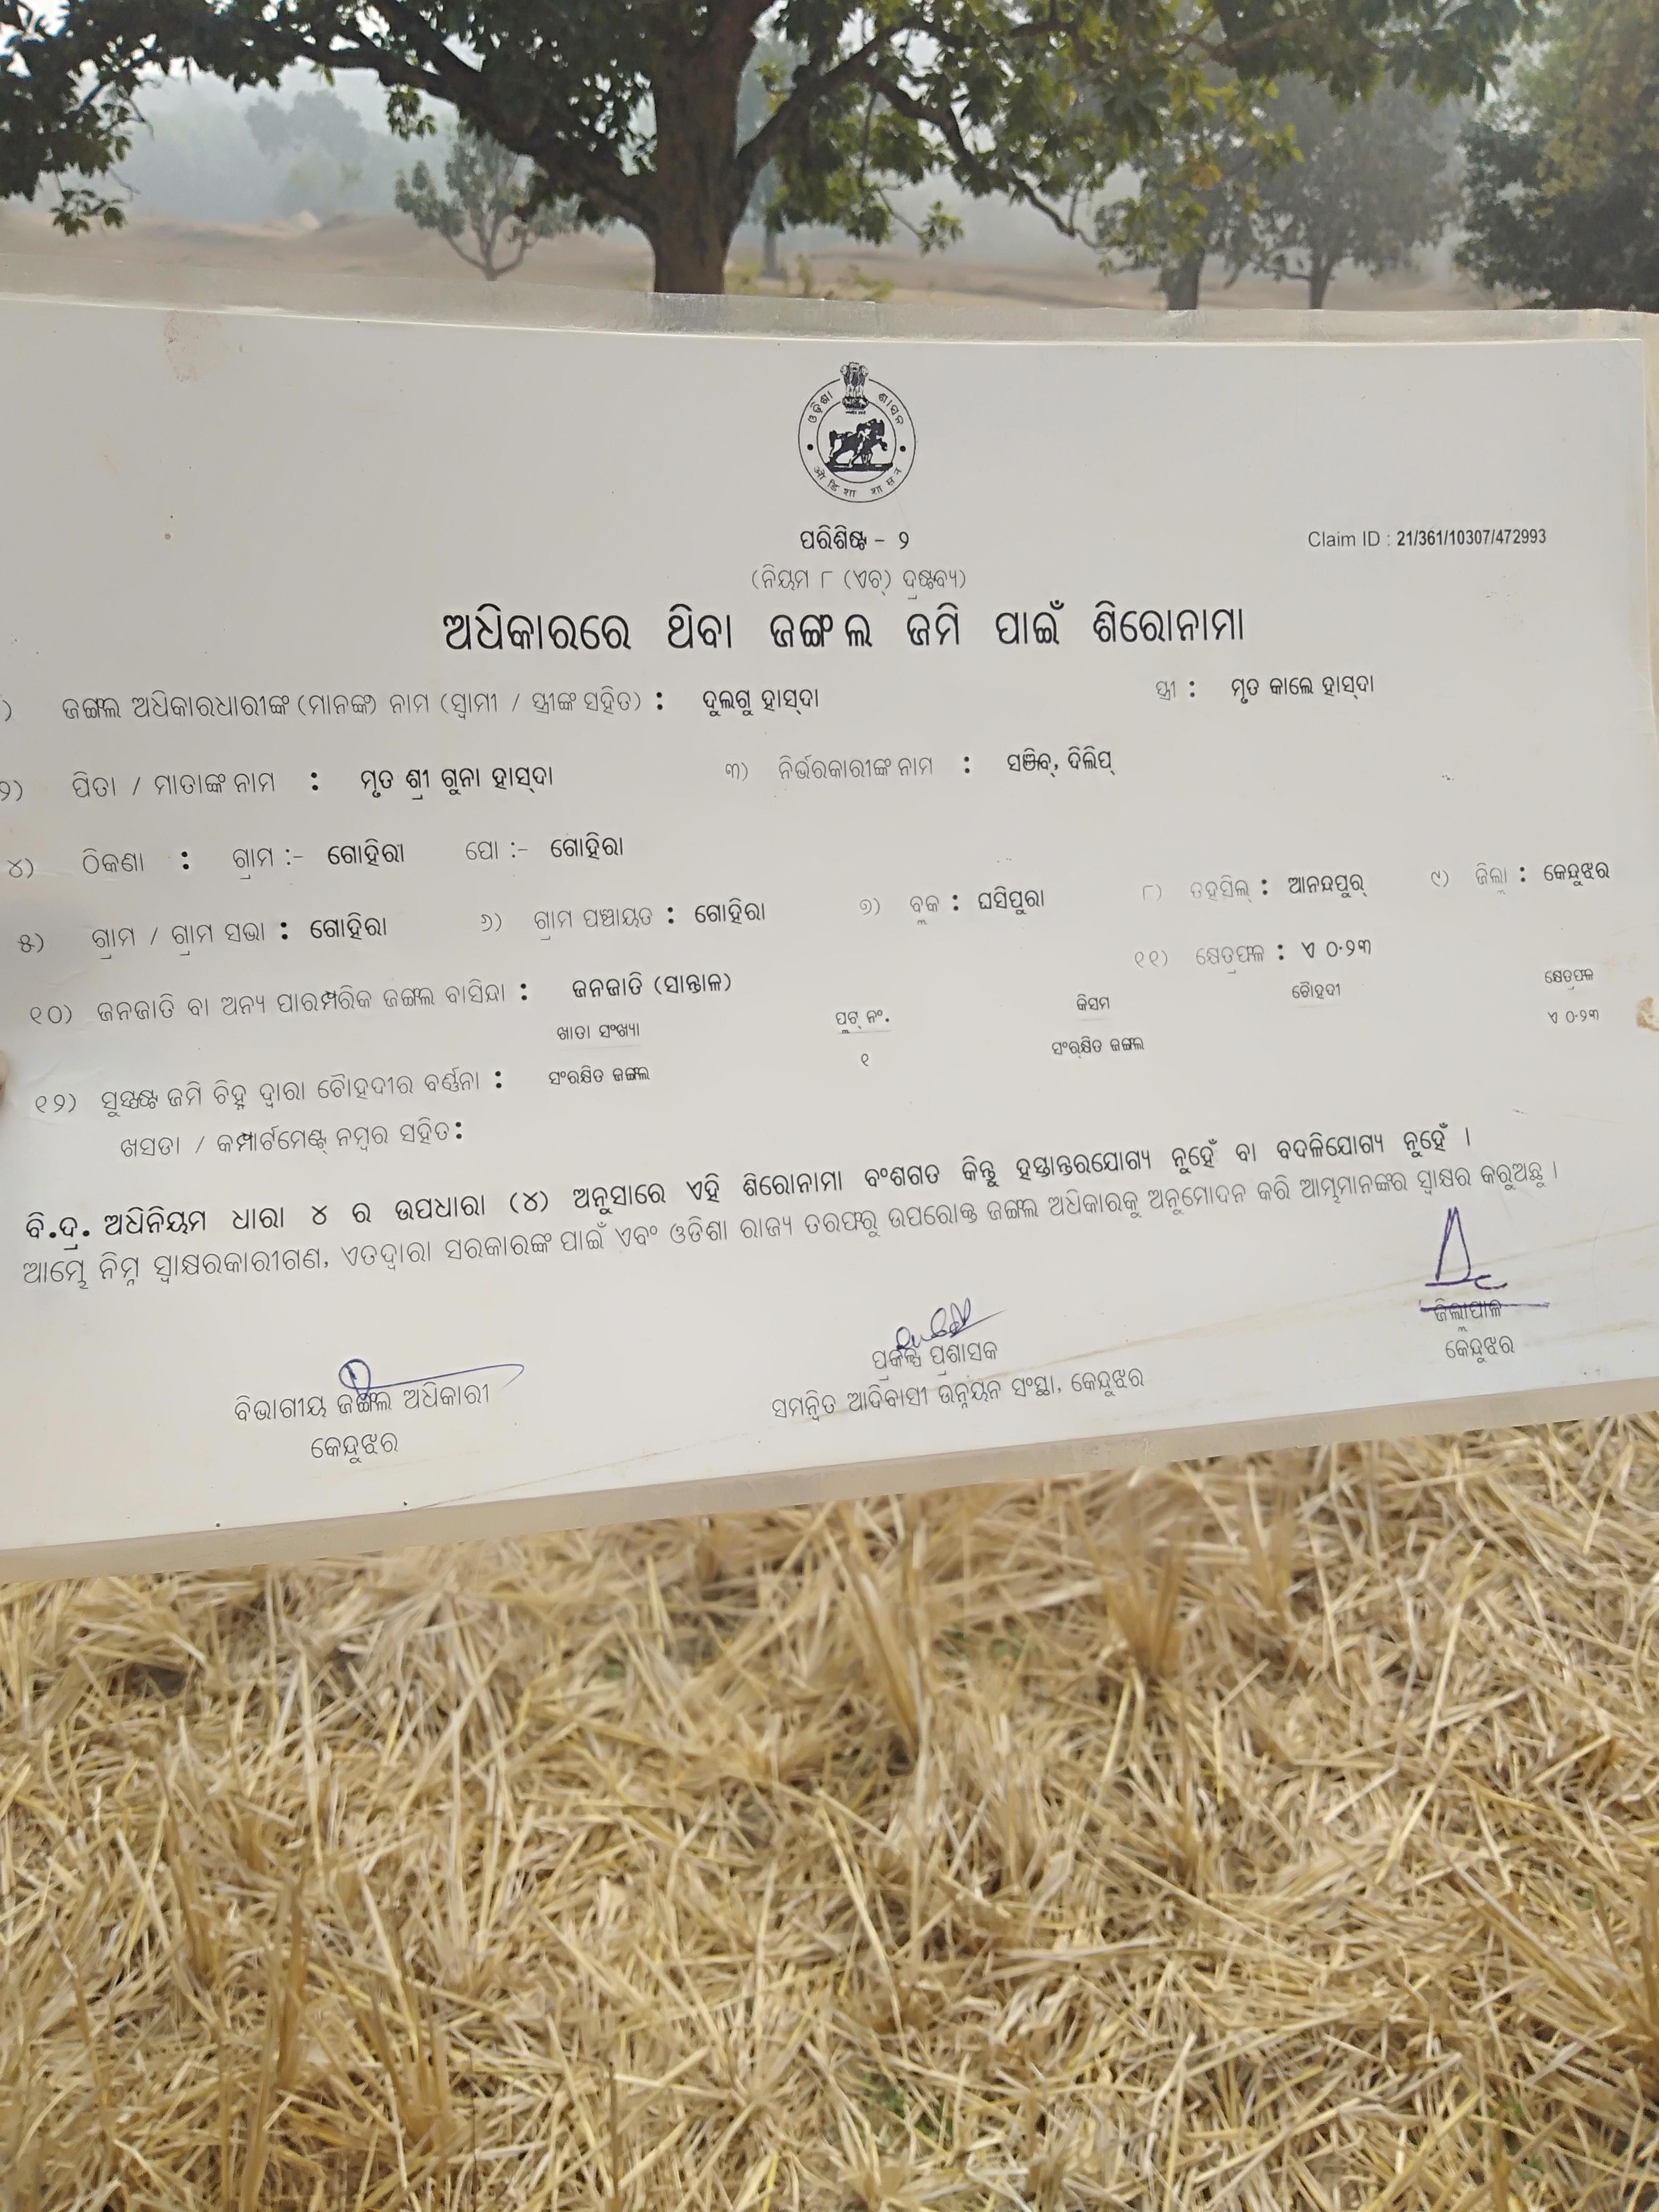 ଓଡ଼ିଶା ଶାସନ
ओडिशा शासन
ପରିଶିଷ୍ଟ - ୨
Claim ID : 21/361/10307/472993
(ନିୟମ ୮ (ଏଚ୍) ଦ୍ରଷ୍ଟବ୍ୟ)
ଅଧିକାରରେ ଥିବା ଜଙ୍ଗଲ ଜମି ପାଇଁ ଶିରୋନାମା
) ଜଙ୍ଗଲ ଅଧିକାରଧାରୀଙ୍କ (ମାନଙ୍କ) ନାମ (ସ୍ୱାମୀ / ସ୍ତ୍ରୀଙ୍କ ସହିତ) : ଦୁଲଗୁ ହାସ୍‌ଦା ସ୍ତ୍ରୀ : ମୃତ କାଲେ ହାସ୍‌ଦା
୨) ପିତା / ମାତାଙ୍କ ନାମ : ମୃତ ଶ୍ରୀ ଗୁନା ହାସ୍‌ଦା ୩) ନିର୍ଭରକାରୀଙ୍କ ନାମ : ସଞ୍ଜିବ୍, ଦିଲିପ୍
୪) ଠିକଣା : ଗ୍ରାମ :- ଗୋହିରା ପୋ :- ଗୋହିରା
୫) ଗ୍ରାମ / ଗ୍ରାମ ସଭା : ଗୋହିରା ୬) ଗ୍ରାମ ପଞ୍ଚାୟତ : ଗୋହିରା ୭) ବ୍ଲକ : ଘସିପୁରା ୮) ତହସିଲ୍ : ଆନନ୍ଦପୁର୍ ୯) ଜିଲ୍ଲା : କେନ୍ଦୁଝର
୧୦) ଜନଜାତି ବା ଅନ୍ୟ ପାରମ୍ପରିକ ଜଙ୍ଗଲ ବାସିନ୍ଦା : ଜନଜାତି (ସାନ୍ତାଳ) ୧୧) କ୍ଷେତ୍ରଫଳ : ଏ ୦.୨୩
ଖାତା ସଂଖ୍ୟା ପ୍ଲଟ୍ ନଂ. କିସମ ଚୌହଦୀ କ୍ଷେତ୍ରଫଳ
୧୨) ସୁସ୍ପଷ୍ଟ ଜମି ଚିହ୍ନ ଦ୍ୱାରା ଚୌହଦୀର ବର୍ଣ୍ଣନା : ସଂରକ୍ଷିତ ଜଙ୍ଗଲ ୧ ସଂରକ୍ଷିତ ଜଙ୍ଗଲ ଏ ୦.୨୩
ଖସଡା / କମ୍ପାର୍ଟମେଣ୍ଟ୍ ନମ୍ବର ସହିତ:
ବି.ଦ୍ର. ଅଧିନିୟମ ଧାରା ୪ ର ଉପଧାରା (୪) ଅନୁସାରେ ଏହି ଶିରୋନାମା ବଂଶଗତ କିନ୍ତୁ ହସ୍ତାନ୍ତରଯୋଗ୍ୟ ନୁହେଁ ବା ବଦଳିଯୋଗ୍ୟ ନୁହେଁ ।
ଆମ୍ଭେ ନିମ୍ନ ସ୍ୱାକ୍ଷରକାରୀଗଣ, ଏତଦ୍ୱାରା ସରକାରଙ୍କ ପାଇଁ ଏବଂ ଓଡିଶା ରାଜ୍ୟ ତରଫରୁ ଉପରୋକ୍ତ ଜଙ୍ଗଲ ଅଧିକାରକୁ ଅନୁମୋଦନ କରି ଆମ୍ଭମାନଙ୍କର ସ୍ୱାକ୍ଷର କରୁଅଛୁ ।
ବିଭାଗୀୟ ଜଙ୍ଗଲ ଅଧିକାରୀ
କେନ୍ଦୁଝର
ପ୍ରକଳ୍ପ ପ୍ରଶାସକ
ସମନ୍ୱିତ ଆଦିବାସୀ ଉନ୍ନୟନ ସଂସ୍ଥା, କେନ୍ଦୁଝର
ଜିଲ୍ଲାପାଳ
କେନ୍ଦୁଝର